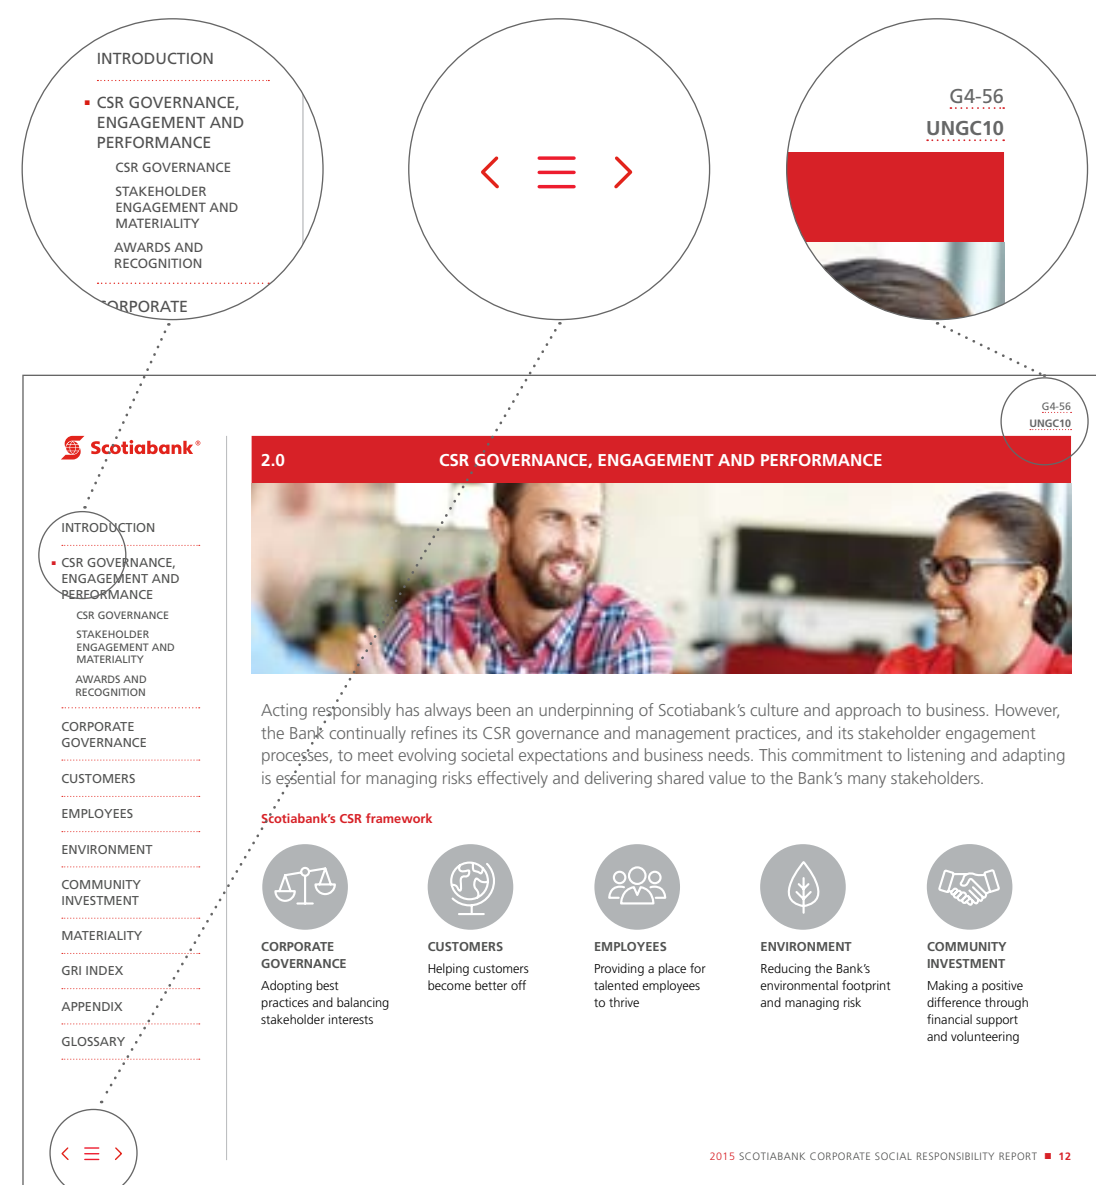 INTRODUCTION
CSR GOVERNANCE,
ENGAGEMENT AND
PERFORMANCE
CSR GOVERNANCE
STAKEHOLDER
ENGAGEMENT AND
MATERIALITY
AWARDS AND
RECOGNITION
CORPORATE
G4-56
UNGC10
G4-56
UNGC10
Scotiabank®
INTRODUCTION
CSR GOVERNANCE,
ENGAGEMENT AND
PERFORMANCE
CSR GOVERNANCE
STAKEHOLDER
ENGAGEMENT AND
MATERIALITY
AWARDS AND
RECOGNITION
CORPORATE
GOVERNANCE
CUSTOMERS
EMPLOYEES
ENVIRONMENT
COMMUNITY
INVESTMENT
MATERIALITY
GRI INDEX
APPENDIX
GLOSSARY
2.0 CSR GOVERNANCE, ENGAGEMENT AND PERFORMANCE
Acting responsibly has always been an underpinning of Scotiabank's culture and approach to business. However,
the Bank continually refines its CSR governance and management practices, and its stakeholder engagement
processes, to meet evolving societal expectations and business needs. This commitment to listening and adapting
is essential for managing risks effectively and delivering shared value to the Bank's many stakeholders.
Scotiabank's CSR framework
CORPORATE
GOVERNANCE
Adopting best
practices and balancing
stakeholder interests
CUSTOMERS
Helping customers
become better off
EMPLOYEES
Providing a place for
talented employees
to thrive
ENVIRONMENT
Reducing the Bank's
environmental footprint
and managing risk
COMMUNITY
INVESTMENT
Making a positive
difference through
financial support
and volunteering
2015 SCOTIABANK CORPORATE SOCIAL RESPONSIBILITY REPORT ■ 12